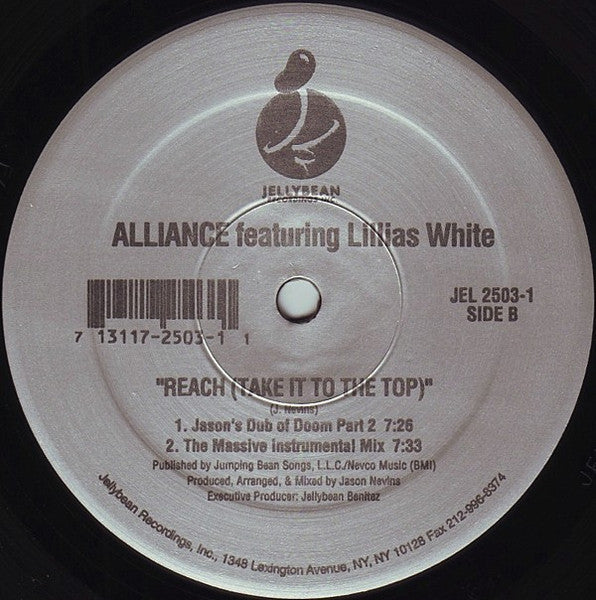 JELLYBEAN
RECORDINGS INC.
ALLIANCE featuring Lillias White
JEL 2503-1
SIDE B
7 13117-2503-1 1
"REACH (TAKE IT TO THE TOP)"
(J. Nevins)
1. Jason's Dub of Doom Part 2 7:26
2. The Massive Instrumental Mix 7:33
Published by Jumping Bean Songs, L.L.C./Nevco Music (BMI)
Produced, Arranged, & Mixed by Jason Nevins
Executive Producer: Jellybean Benitez
Jellybean Recordings, Inc., 1348 Lexington Avenue, NY, NY 10128 Fax 212-996-6374